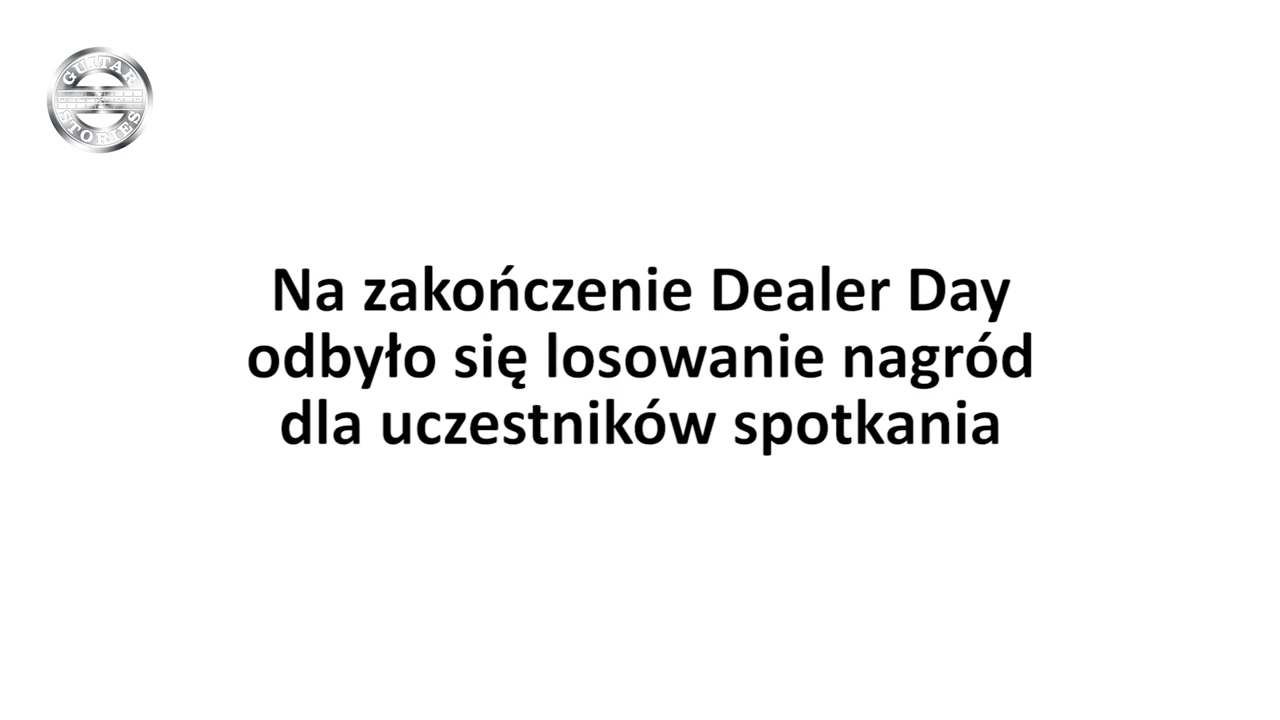 GUITAR
STORIES
Na zakończenie Dealer Day
odbyło się losowanie nagród
dla uczestników spotkania